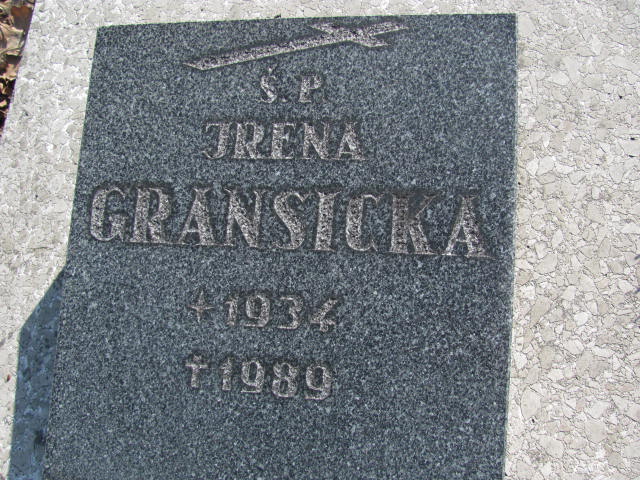 Ś.P.
IRENA
GRANSICKA
* 1934
† 1989